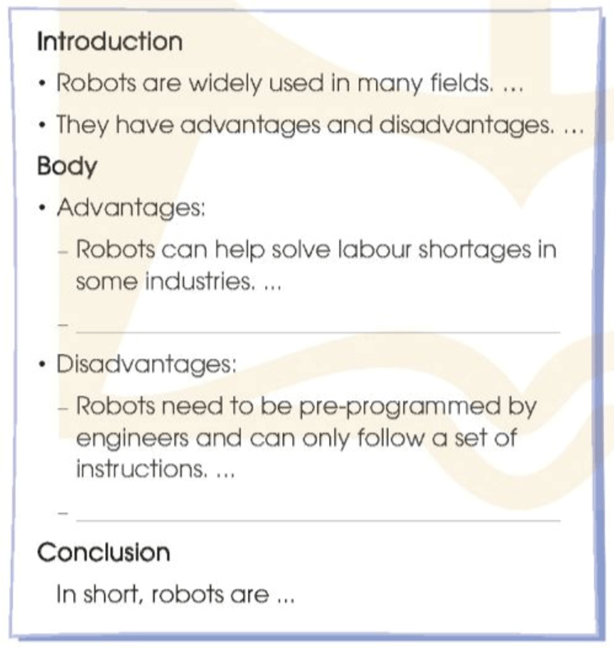 Introduction
• Robots are widely used in many fields. ...
• They have advantages and disadvantages. ...
Body
• Advantages:
– Robots can help solve labour shortages in
some industries. ...
–
• Disadvantages:
– Robots need to be pre-programmed by
engineers and can only follow a set of
instructions. ...
–
Conclusion
In short, robots are ...